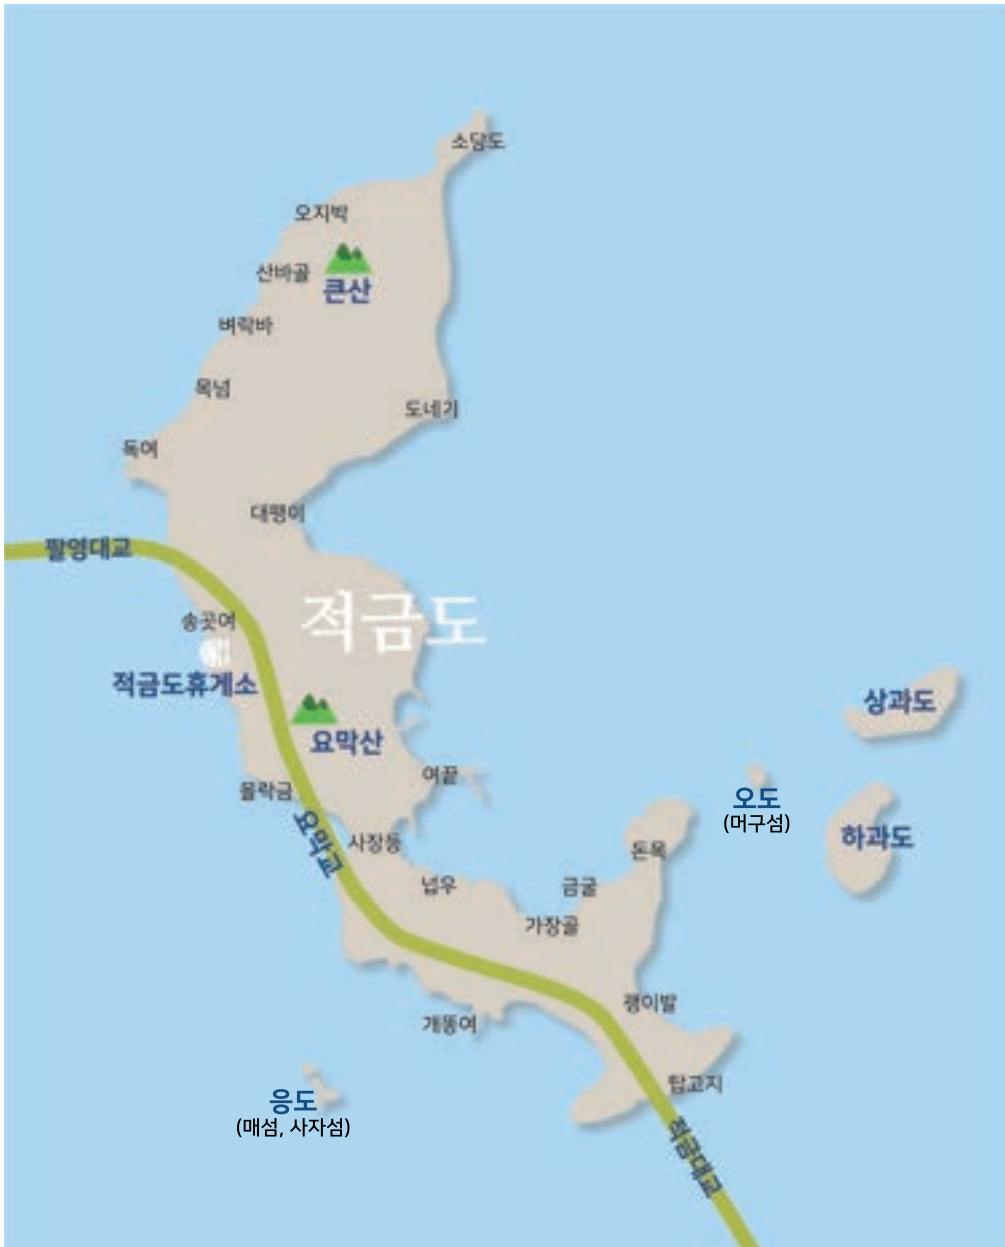 소당도
오지박
산바골
큰산
벼락바
목넘
도네기
독여
대팽이
팔영대교
적금도
송곳여
적금도휴게소
상과도
요막산
여끝
몰락금
오도
(머구섬)
요막교
하과도
사장등
돈목
넙우
금굴
가장골
괭이발
개똥여
탑고지
응도
(매섬, 사자섬)
적금대교